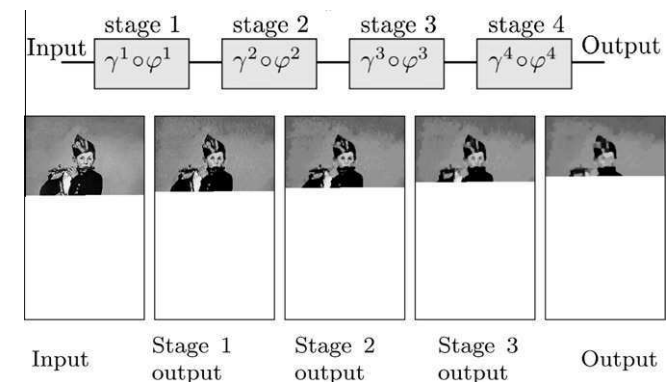 stage 1 stage 2 stage 3 stage 4
Input γ¹∘φ¹ γ²∘φ² γ³∘φ³ γ⁴∘φ⁴ Output
Input Stage 1 output Stage 2 output Stage 3 output Output